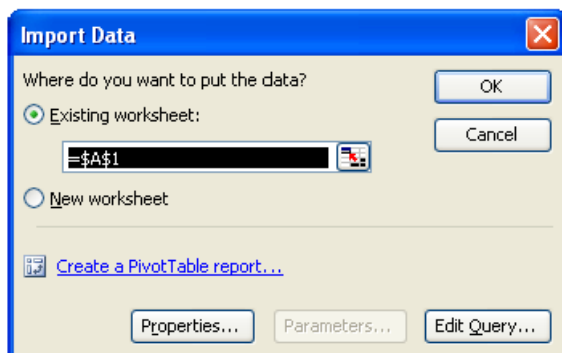 Import Data
Where do you want to put the data?
OK
Existing worksheet:
Cancel
=$A$1
New worksheet
Create a PivotTable report...
Properties... Parameters... Edit Query...